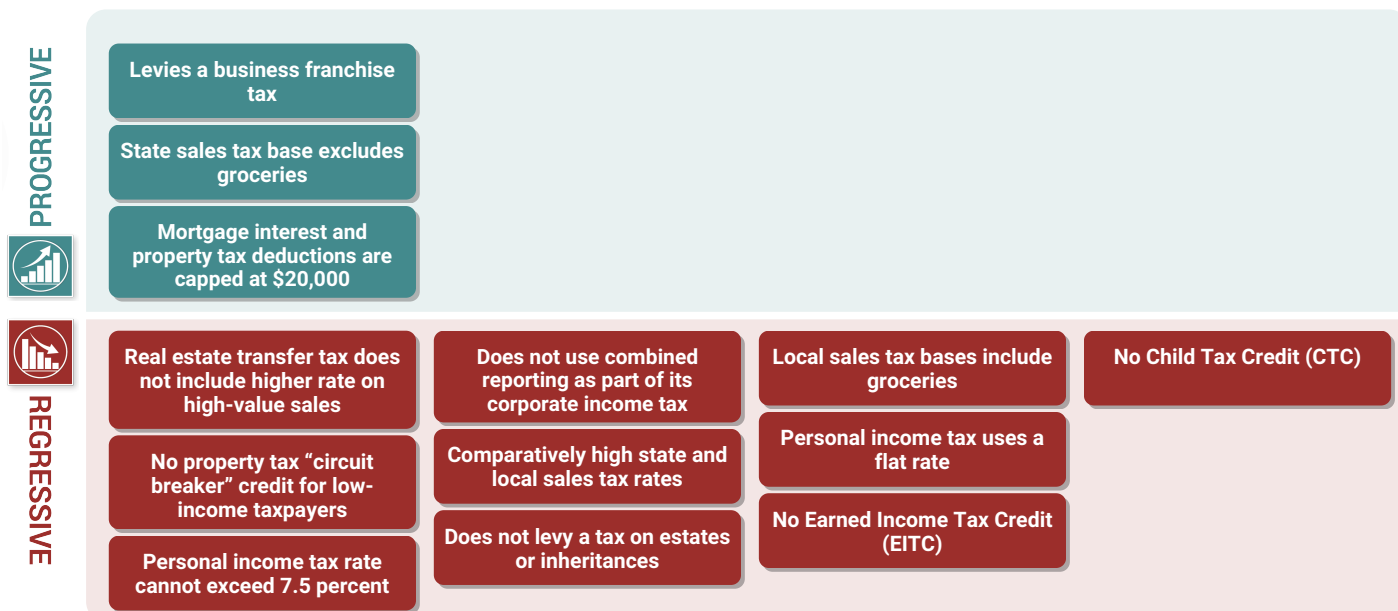 PROGRESSIVE
Levies a business franchise
tax
State sales tax base excludes
groceries
Mortgage interest and
property tax deductions are
capped at $20,000
REGRESSIVE
Real estate transfer tax does
not include higher rate on
high-value sales
No property tax “circuit
breaker” credit for low-
income taxpayers
Personal income tax rate
cannot exceed 7.5 percent
Does not use combined
reporting as part of its
corporate income tax
Comparatively high state and
local sales tax rates
Does not levy a tax on estates
or inheritances
Local sales tax bases include
groceries
Personal income tax uses a
flat rate
No Earned Income Tax Credit
(EITC)
No Child Tax Credit (CTC)